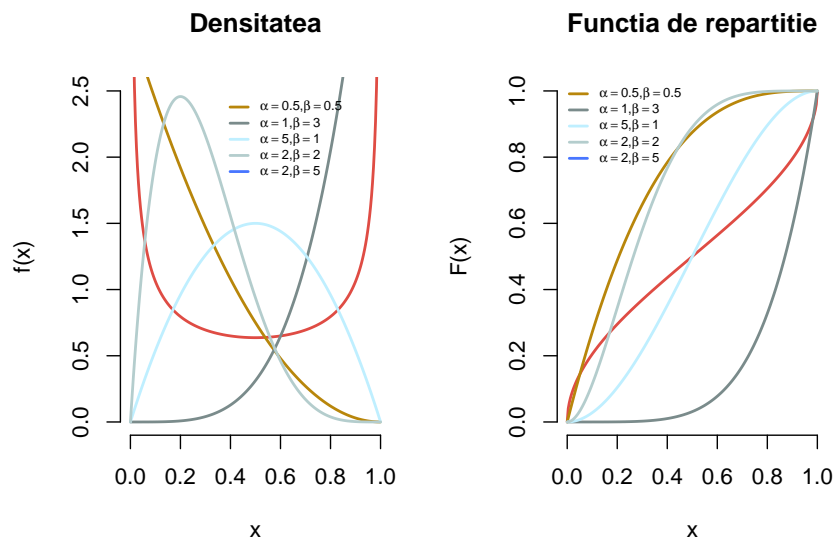 Densitatea
2.5
2.0
1.5
1.0
0.5
0.0
f(x)
α = 0.5,β = 0.5
α = 1,β = 3
α = 5,β = 1
α = 2,β = 2
α = 2,β = 5
0.0 0.2 0.4 0.6 0.8 1.0
x
Functia de repartitie
1.0
0.8
0.6
0.4
0.2
0.0
F(x)
α = 0.5,β = 0.5
α = 1,β = 3
α = 5,β = 1
α = 2,β = 2
α = 2,β = 5
0.0 0.2 0.4 0.6 0.8 1.0
x